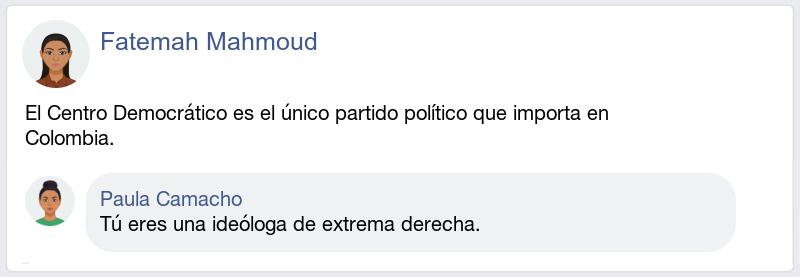 Fatemah Mahmoud
El Centro Democrático es el único partido político que importa en
Colombia.
Paula Camacho
Tú eres una ideóloga de extrema derecha.